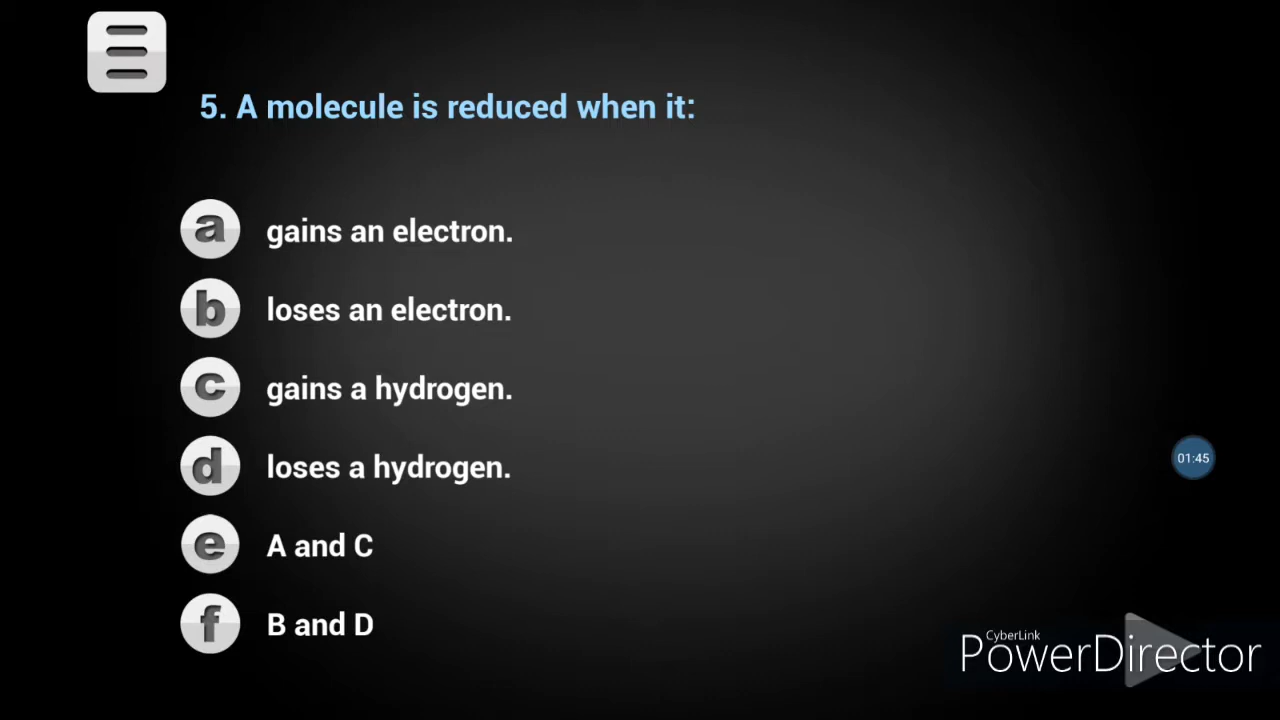 5. A molecule is reduced when it:
a gains an electron.
b loses an electron.
c gains a hydrogen.
d loses a hydrogen.
01:45
e A and C
f B and D
CyberLink
PowerDirector